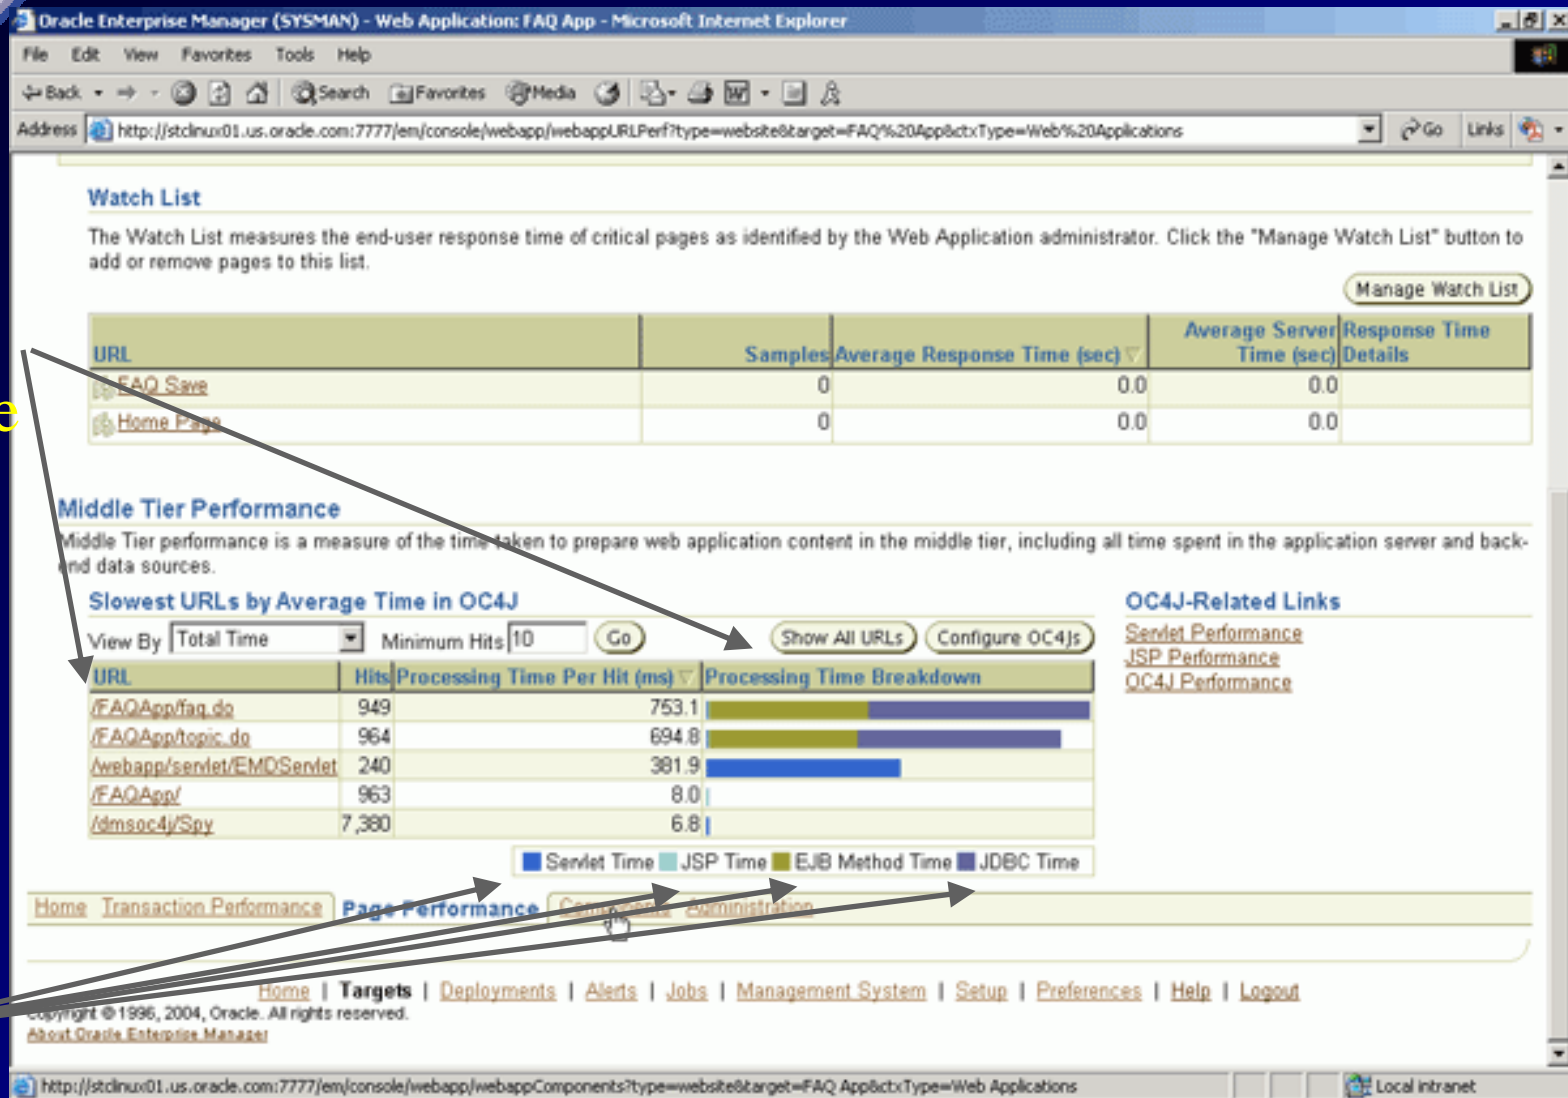 Oracle Enterprise Manager (SYSMAN) - Web Application: FAQ App - Microsoft Internet Explorer
File Edit View Favorites Tools Help
Back Search Favorites Media
Address http://stclinux01.us.oracle.com:7777/em/console/webapp/webappURLPerf?type=website&target=FAQ%20App&ctxType=Web%20Applications Go Links
Watch List
The Watch List measures the end-user response time of critical pages as identified by the Web Application administrator. Click the "Manage Watch List" button to
add or remove pages to this list.
Manage Watch List
URL Samples Average Response Time (sec) Average Server Time (sec) Response Time Details
FAQ Save 0 0.0 0.0
e
Home Page 0 0.0 0.0
Middle Tier Performance
Middle Tier performance is a measure of the time taken to prepare web application content in the middle tier, including all time spent in the application server and back-
end data sources.
Slowest URLs by Average Time in OC4J
View By Total Time Minimum Hits 10 Go Show All URLs Configure OC4Js
URL Hits Processing Time Per Hit (ms) Processing Time Breakdown
/FAQApp/faq.do 949 753.1
/FAQApp/topic.do 964 694.8
/webapp/servlet/EMDServlet 240 381.9
/FAQApp/ 963 8.0
/dmsoc4j/Spy 7,380 6.8
Servlet Time JSP Time EJB Method Time JDBC Time
OC4J-Related Links
Servlet Performance
JSP Performance
OC4J Performance
Home Transaction Performance Page Performance Components Administration
Home | Targets | Deployments | Alerts | Jobs | Management System | Setup | Preferences | Help | Logout
Copyright © 1996, 2004, Oracle. All rights reserved.
About Oracle Enterprise Manager
http://stclinux01.us.oracle.com:7777/em/console/webapp/webappComponents?type=website&target=FAQ App&ctxType=Web Applications Local intranet